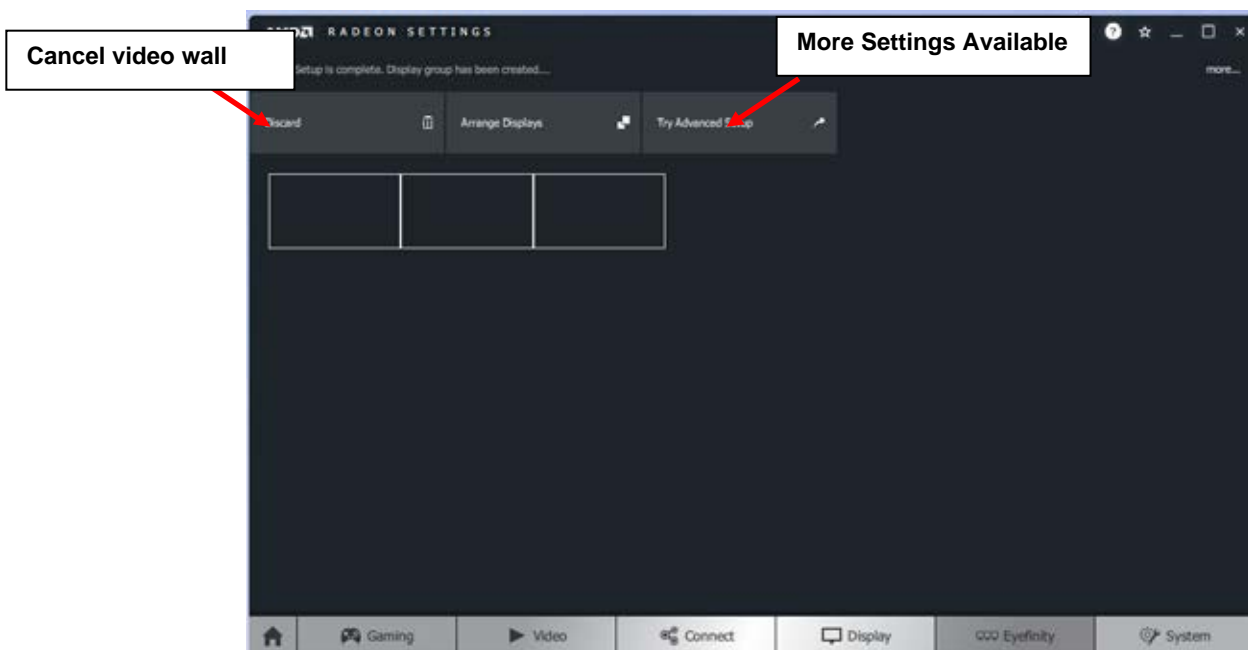 RADEON SETTINGS
Cancel video wall
More Settings Available
Setup is complete. Display group has been created....
more...
Discard
Arrange Displays
Try Advanced Setup
Gaming
Video
Connect
Display
Eyefinity
System